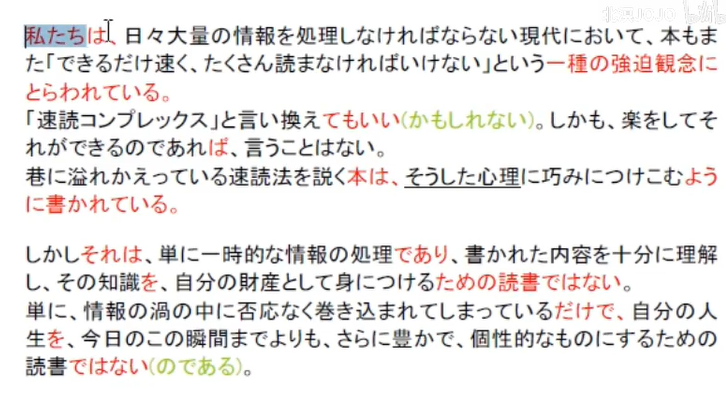 私たちは、日々大量の情報を処理しなければならない現代において、本もま
た「できるだけ速く、たくさん読まなければいけない」という一種の強迫観念に
とらわれている。
「速読コンプレックス」と言い換えてもいい(かもしれない)。しかも、楽をしてそ
れができるのであれば、言うことはない。
巷に溢れかえっている速読法を説く本は、そうした心理に巧みにつけこむよう
に書かれている。
しかしそれは、単に一時的な情報の処理であり、書かれた内容を十分に理解
し、その知識を、自分の財産として身につけるための読書ではない。
単に、情報の渦の中に否応なく巻き込まれてしまっているだけで、自分の人
生を、今日のこの瞬間までよりも、さらに豊かで、個性的なものにするための
読書ではない(のである)。